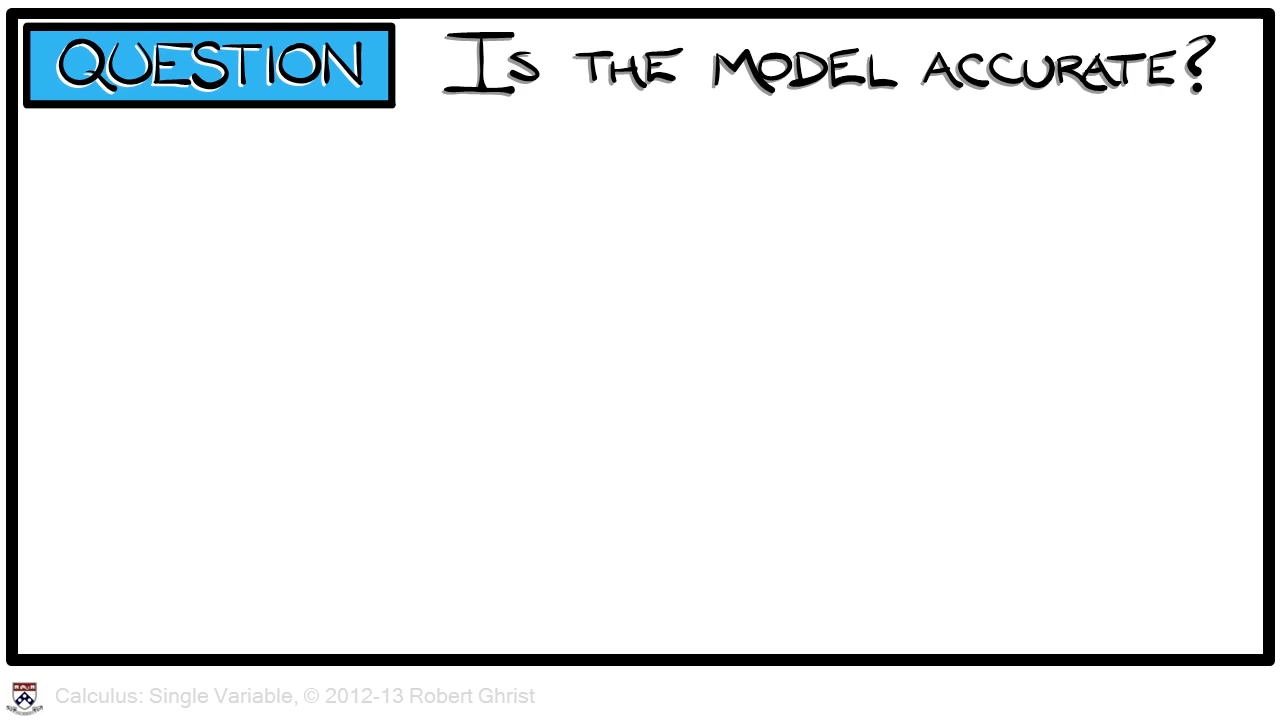 QUESTION IS THE MODEL ACCURATE?
Calculus: Single Variable, © 2012-13 Robert Ghrist